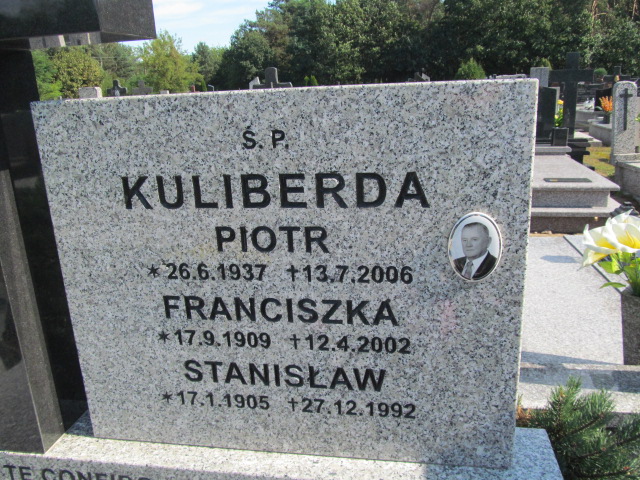 Ś.P.
KULIBERDA
PIOTR
*26.6.1937 †13.7.2006
FRANCISZKA
*17.9.1909 †12.4.2002
STANISŁAW
*17.1.1905 †27.12.1992
TE